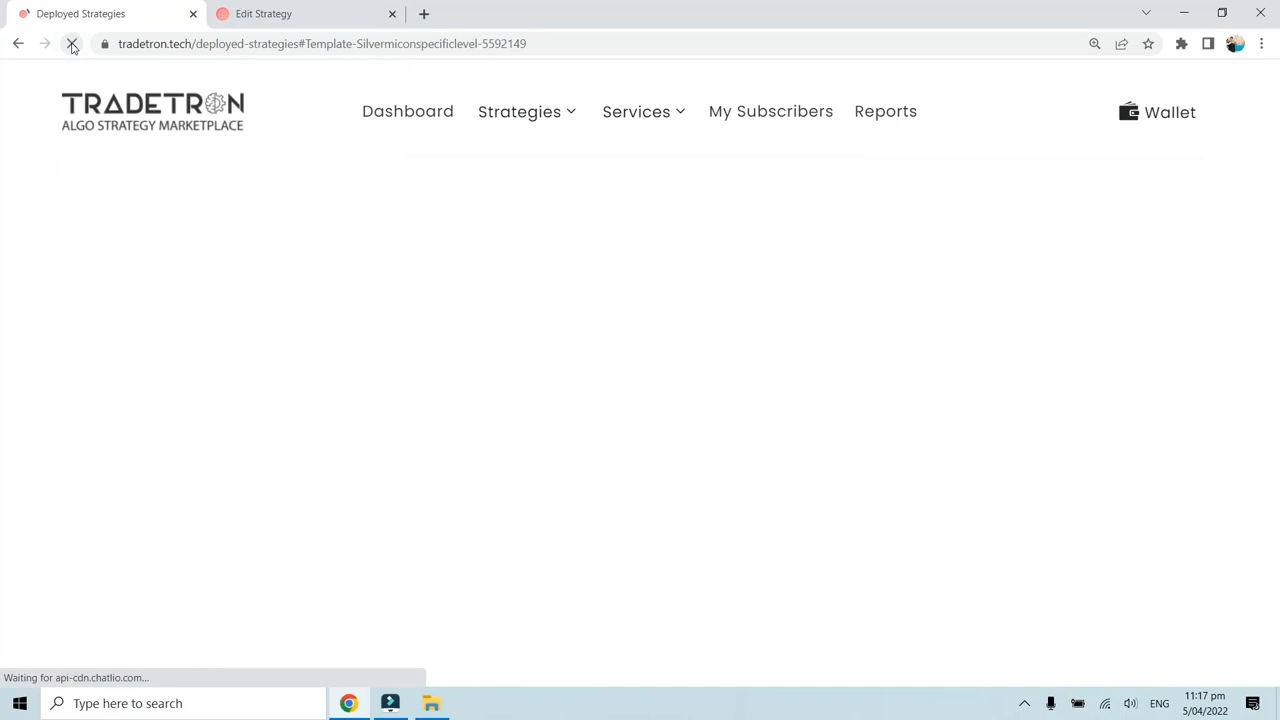 Deployed Strategies
Edit Strategy
tradetron.tech/deployed-strategies#Template-Silvermiconspecificlevel-5592149
TRADETRON
ALGO STRATEGY MARKETPLACE
Dashboard
Strategies
Services
My Subscribers
Reports
Wallet
Waiting for api-cdn.chatlio.com...
Type here to search
ENG
11:17 pm
5/04/2022